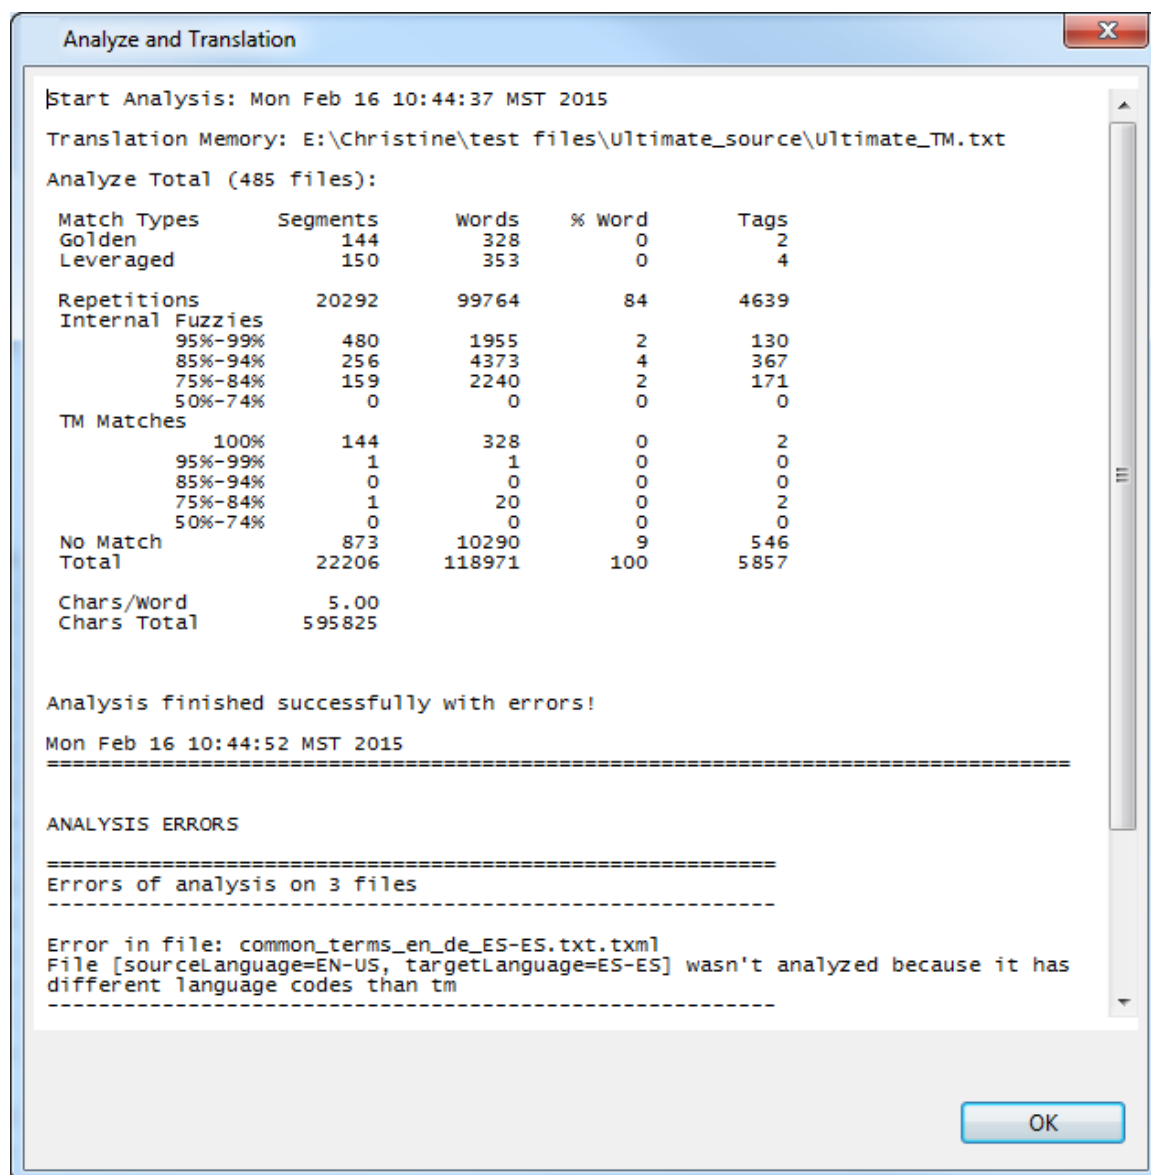 Analyze and Translation
Start Analysis: Mon Feb 16 10:44:37 MST 2015
Translation Memory: E:\Christine\test files\Ultimate_source\Ultimate_TM.txt
Analyze Total (485 files):
Match Types Segments Words % Word Tags
Golden 144 328 0 2
Leveraged 150 353 0 4
Repetitions 20292 99764 84 4639
Internal Fuzzies
95%-99% 480 1955 2 130
85%-94% 256 4373 4 367
75%-84% 159 2240 2 171
50%-74% 0 0 0 0
TM Matches
100% 144 328 0 2
95%-99% 1 1 0 0
85%-94% 0 0 0 0
75%-84% 1 20 0 2
50%-74% 0 0 0 0
No Match 873 10290 9 546
Total 22206 118971 100 5857
Chars/Word 5.00
Chars Total 595825
Analysis finished successfully with errors!
Mon Feb 16 10:44:52 MST 2015
================================================================================
ANALYSIS ERRORS
=========================================================
Errors of analysis on 3 files
---------------------------------------------------------
Error in file: common_terms_en_de_ES-ES.txt.txml
File [sourceLanguage=EN-US, targetLanguage=ES-ES] wasn't analyzed because it has
different language codes than tm
---------------------------------------------------------
OK